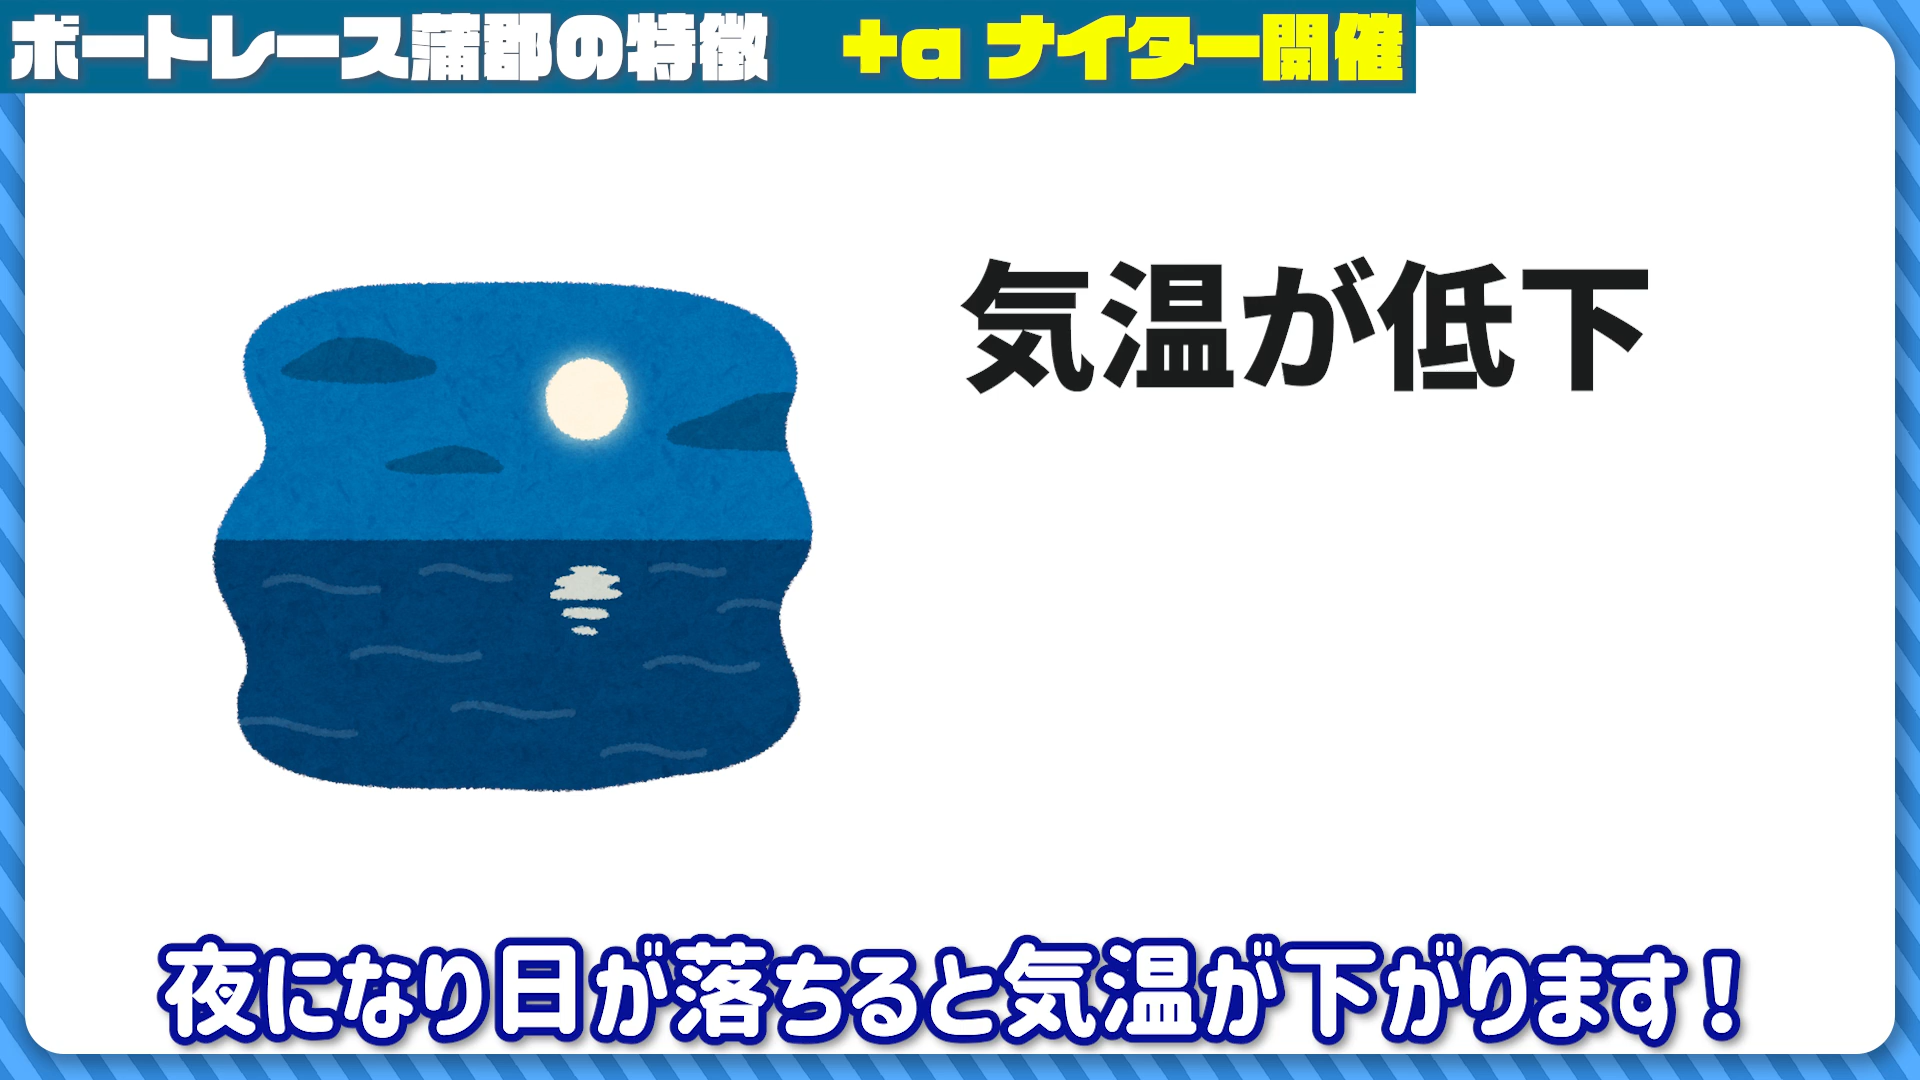 ボートレース蒲郡の特徴 +α ナイター開催
気温が低下
夜になり日が落ちると気温が下がります!